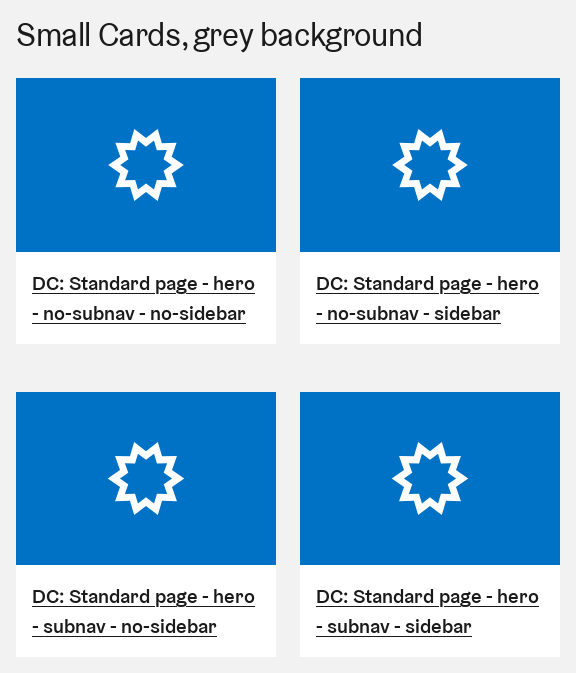 Small Cards, grey background
DC: Standard page - hero
- no-subnav - no-sidebar
DC: Standard page - hero
- no-subnav - sidebar
DC: Standard page - hero
- subnav - no-sidebar
DC: Standard page - hero
- subnav - sidebar